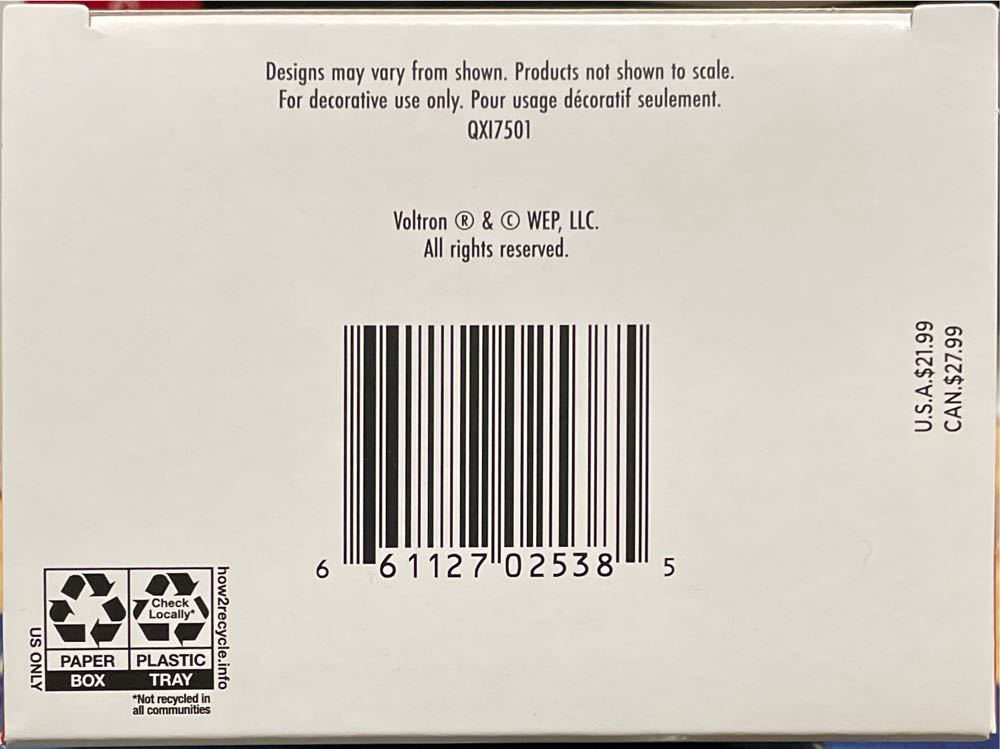 Designs may vary from shown. Products not shown to scale.
For decorative use only. Pour usage décoratif seulement.
QXI7501
Voltron ® & © WEP, LLC.
All rights reserved.
U.S.A.$21.99
CAN.$27.99
6 61127 02538 5
US ONLY
Check
Locally*
PAPER
BOX
PLASTIC
TRAY
how2recycle.info
*Not recycled in
all communities